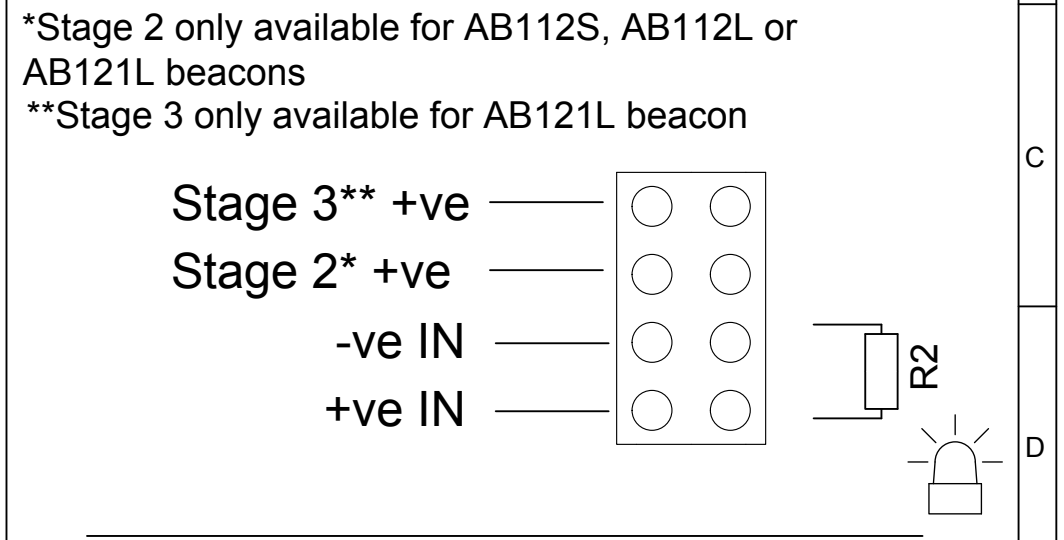 *Stage 2 only available for AB112S, AB112L or
AB121L beacons
**Stage 3 only available for AB121L beacon
C
Stage 3** +ve
Stage 2* +ve
-ve IN
+ve IN
R2
D